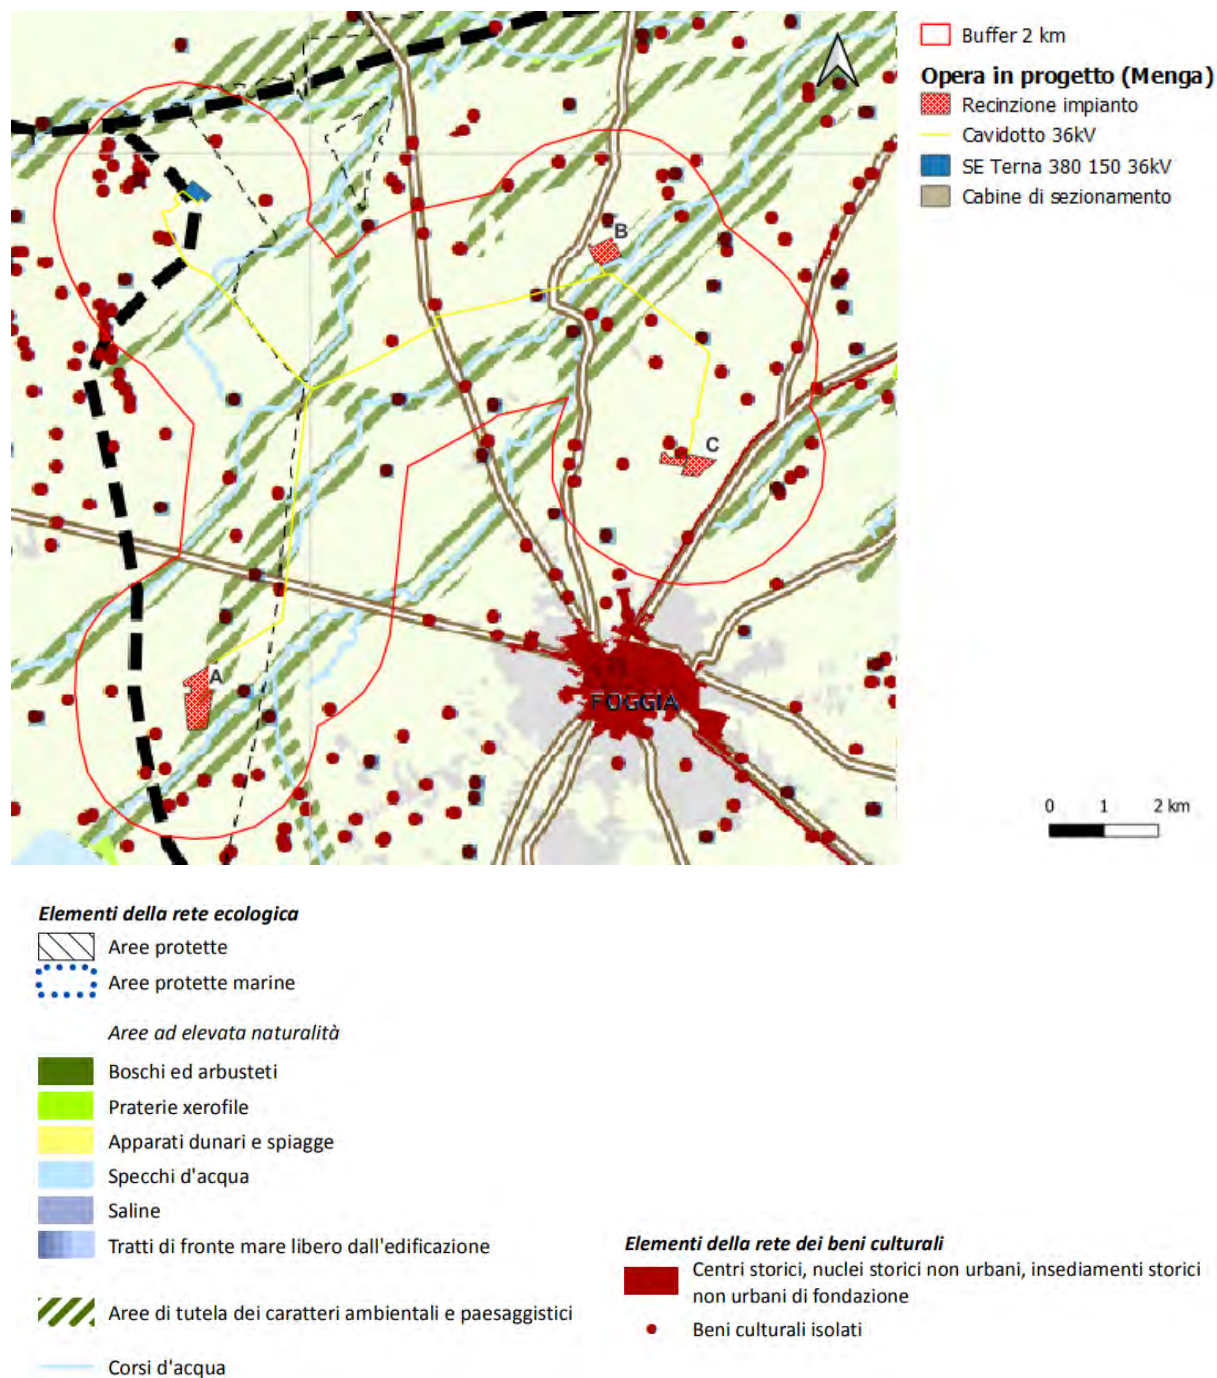 Buffer 2 km
Opera in progetto (Menga)
Recinzione impianto
Cavidotto 36kV
SE Terna 380 150 36kV
Cabine di sezionamento
B
C
A
FOGGIA
0 1 2 km
Elementi della rete ecologica
Aree protette
Aree protette marine
Aree ad elevata naturalità
Boschi ed arbusteti
Praterie xerofile
Apparati dunari e spiagge
Specchi d'acqua
Saline
Tratti di fronte mare libero dall'edificazione
Aree di tutela dei caratteri ambientali e paesaggistici
Corsi d'acqua
Elementi della rete dei beni culturali
Centri storici, nuclei storici non urbani, insediamenti storici
non urbani di fondazione
Beni culturali isolati